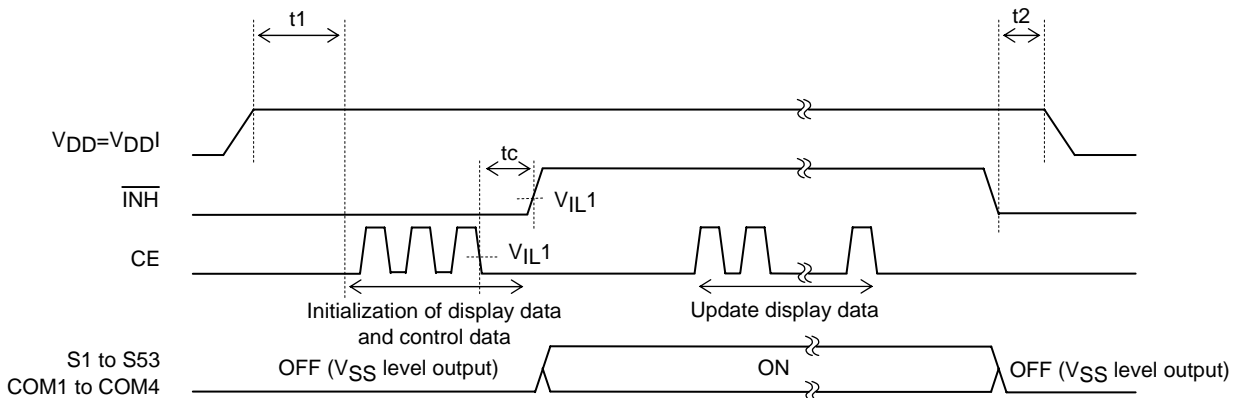 t1
t2
VDD=VDDI
tc
INH
VIL1
CE
VIL1
Initialization of display data
and control data
Update display data
S1 to S53
COM1 to COM4
OFF (VSS level output)
ON
OFF (VSS level output)